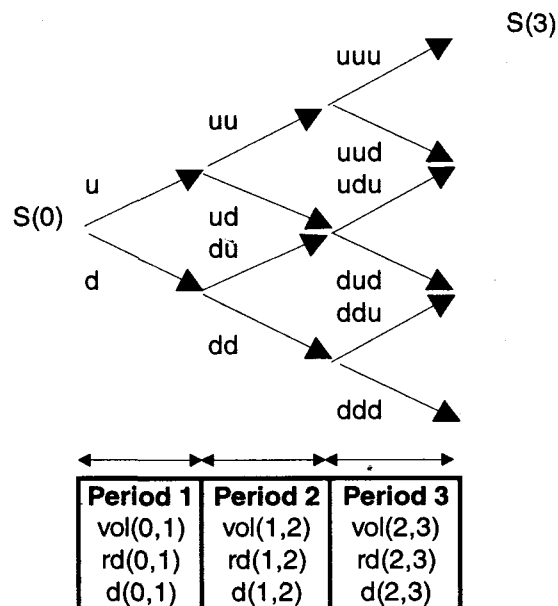 S(3)
uuu
uu
uud
udu
u
S(0)
ud
dü
d
dud
ddu
dd
ddd
Period 1 Period 2 Period 3
vol(0,1) vol(1,2) vol(2,3)
rd(0,1) rd(1,2) rd(2,3)
d(0,1) d(1,2) d(2,3)